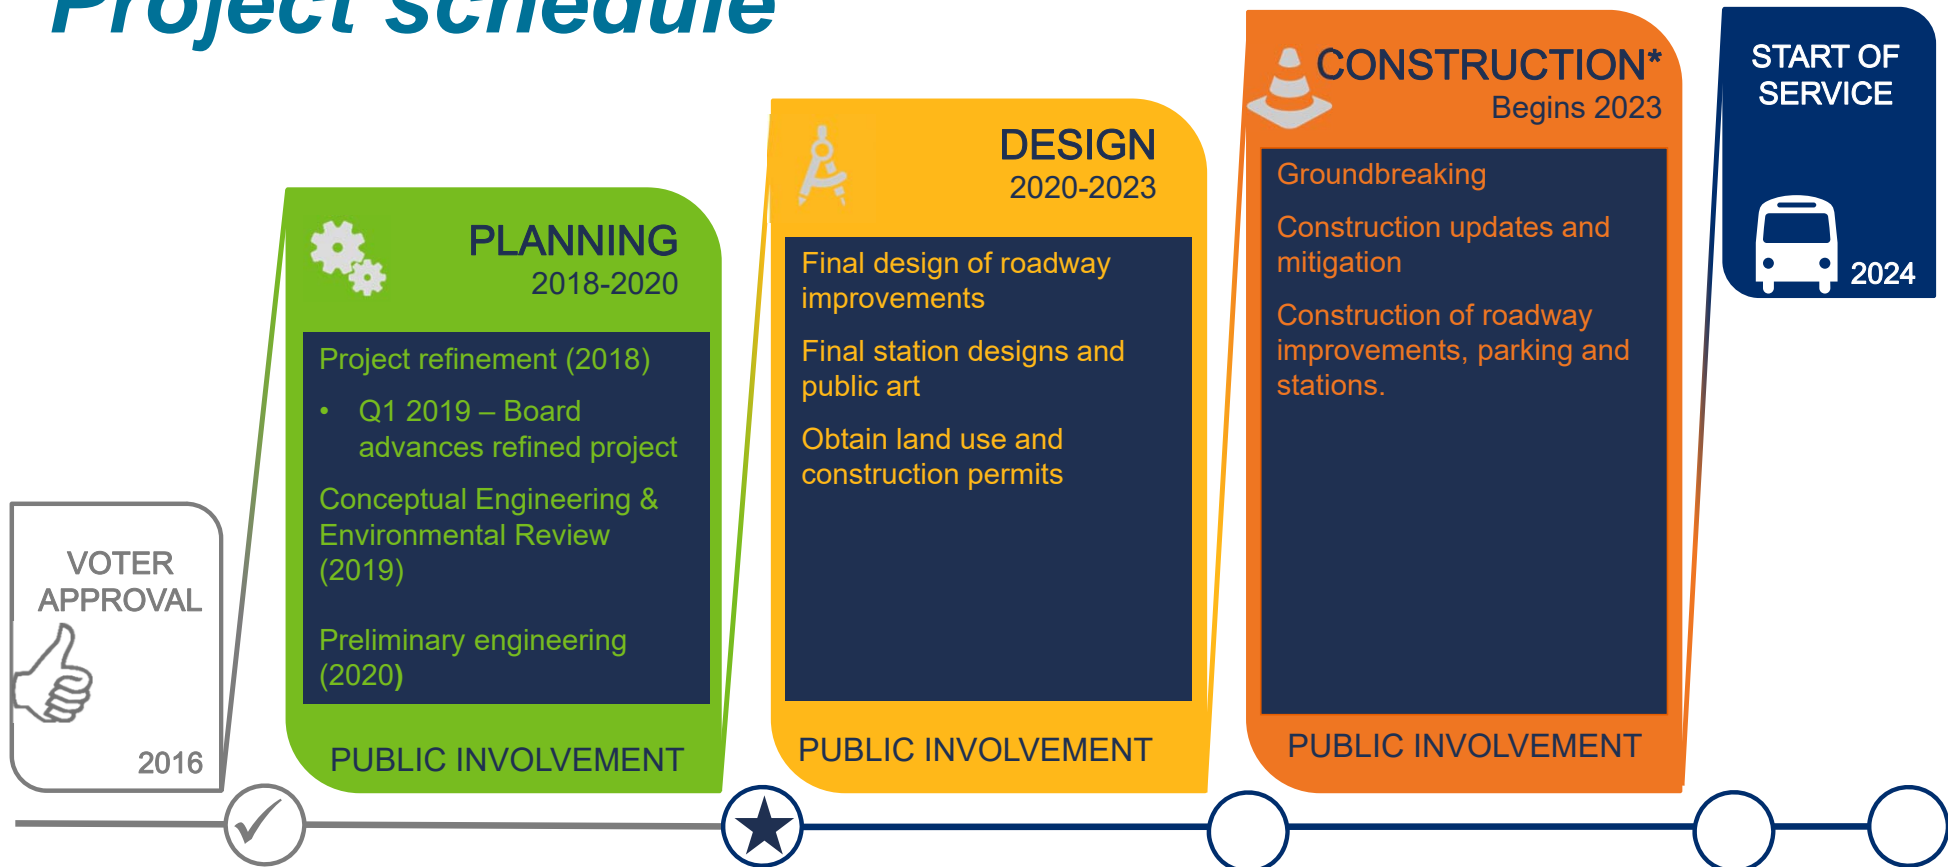 Project schedule
VOTER
APPROVAL
2016
PLANNING
2018-2020
Project refinement (2018)
• Q1 2019 – Board
advances refined project
Conceptual Engineering &
Environmental Review
(2019)
Preliminary engineering
(2020)
PUBLIC INVOLVEMENT
DESIGN
2020-2023
Final design of roadway
improvements
Final station designs and
public art
Obtain land use and
construction permits
PUBLIC INVOLVEMENT
CONSTRUCTION*
Begins 2023
Groundbreaking
Construction updates and
mitigation
Construction of roadway
improvements, parking and
stations.
PUBLIC INVOLVEMENT
START OF
SERVICE
2024